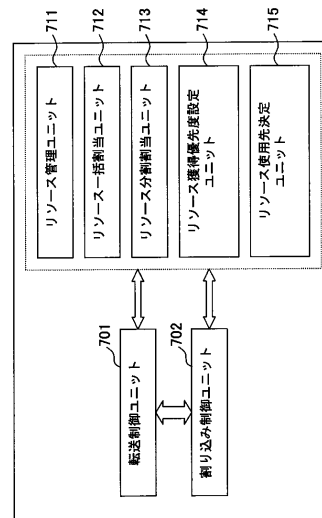 711
リソース管理ユニット
712
リソース一括割当ユニット
713
リソース分割割当ユニット
714
リソース獲得優先度設定
ユニット
715
リソース使用先決定
ユニット
701
転送制御ユニット
702
割り込み制御ユニット